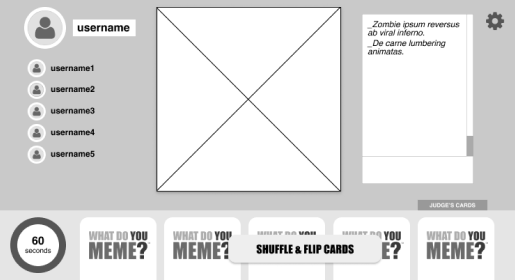 username
username1
username2
username3
username4
username5
_Zombie ipsum reversus
ab viral inferno.
_De carne lumbering
animatas.
JUDGE'S CARDS
60
seconds
WHAT DO YOU
MEME?
WHAT DO YOU
MEME?
WHAT DO YOU
WHAT DO YOU
E?
WHAT DO YOU
MEME?
SHUFFLE & FLIP CARDS